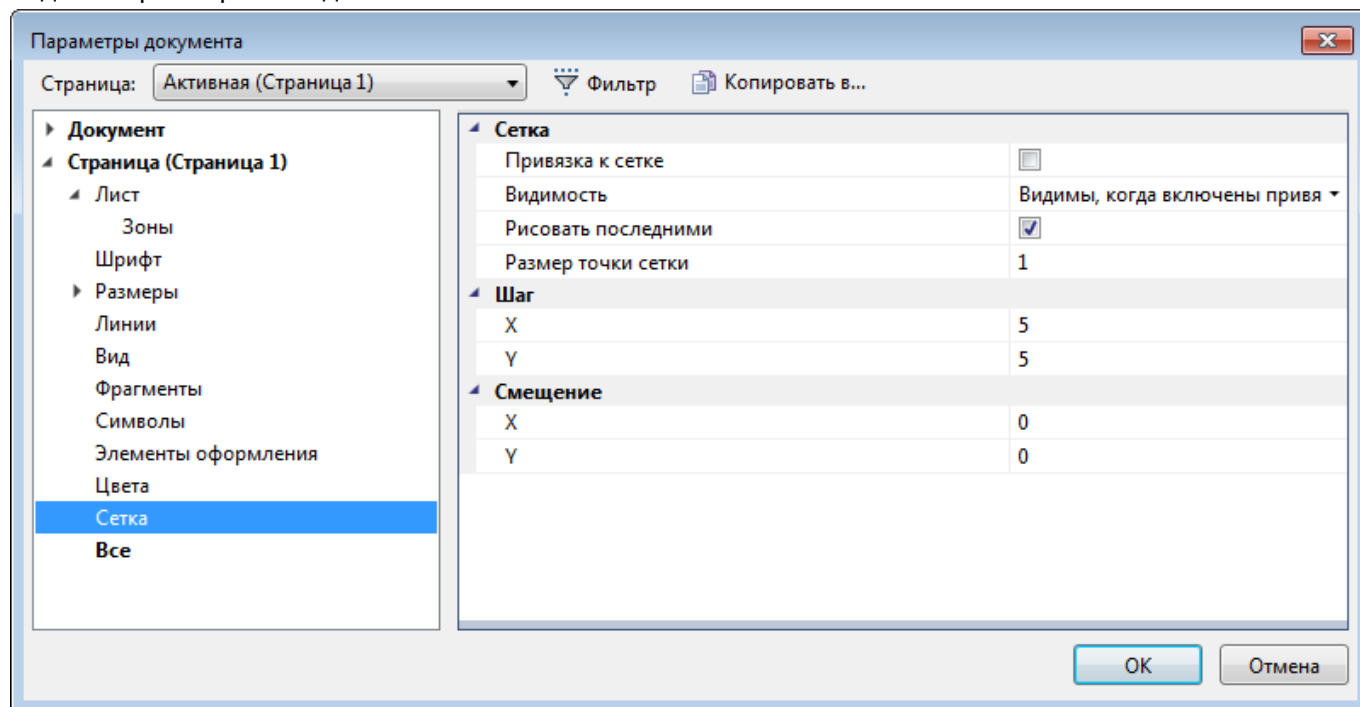 Параметры документа
Страница: Активная (Страница 1) Фильтр Копировать в...
Документ
Страница (Страница 1)
Лист
Зоны
Шрифт
Размеры
Линии
Вид
Фрагменты
Символы
Элементы оформления
Цвета
Сетка
Все
Сетка
Привязка к сетке
Видимость Видимы, когда включены привя
Рисовать последними
Размер точки сетки 1
Шаг
X 5
Y 5
Смещение
X 0
Y 0
OK Отмена